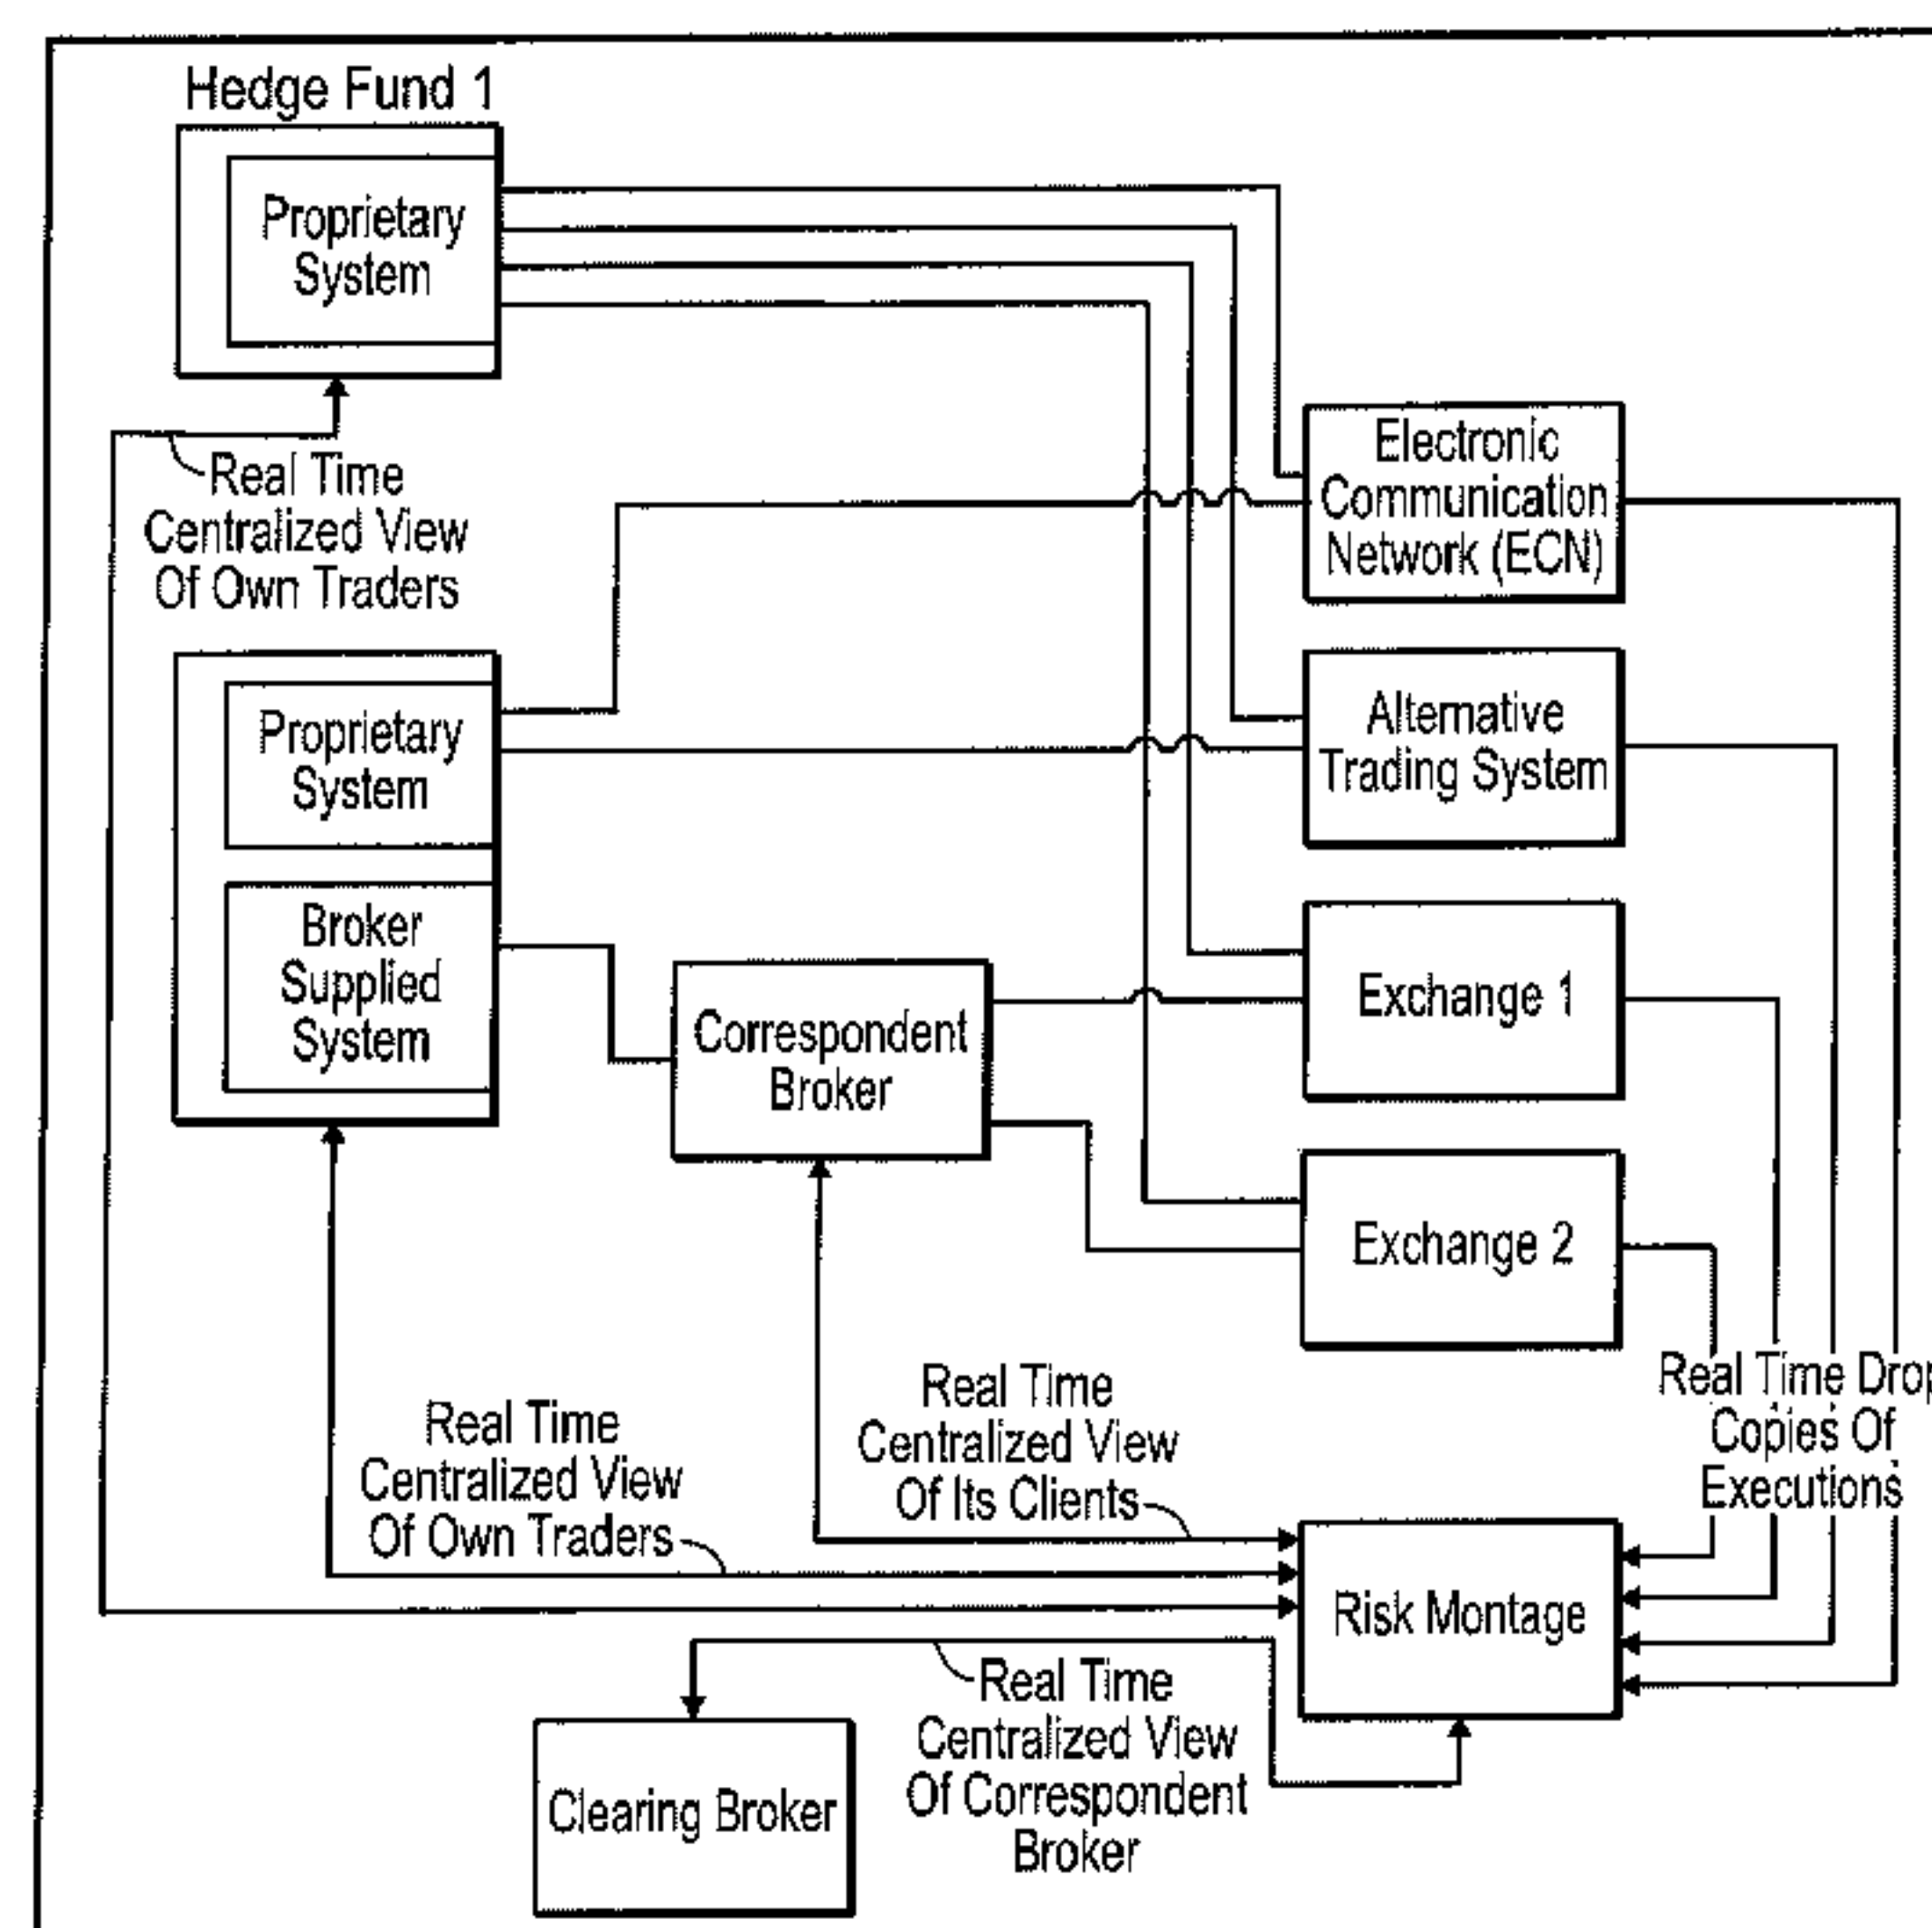 Hedge Fund 1
Proprietary
System
Real Time
Centralized View
Of Own Traders
Electronic
Communication
Network (ECN)
Proprietary
System
Alternative
Trading System
Broker
Supplied
System
Correspondent
Broker
Exchange 1
Exchange 2
Real Time Drop
Copies Of
Executions
Real Time
Centralized View
Of Its Clients
Real Time
Centralized View
Of Own Traders
Risk Montage
Real Time
Centralized View
Of Correspondent
Broker
Clearing Broker